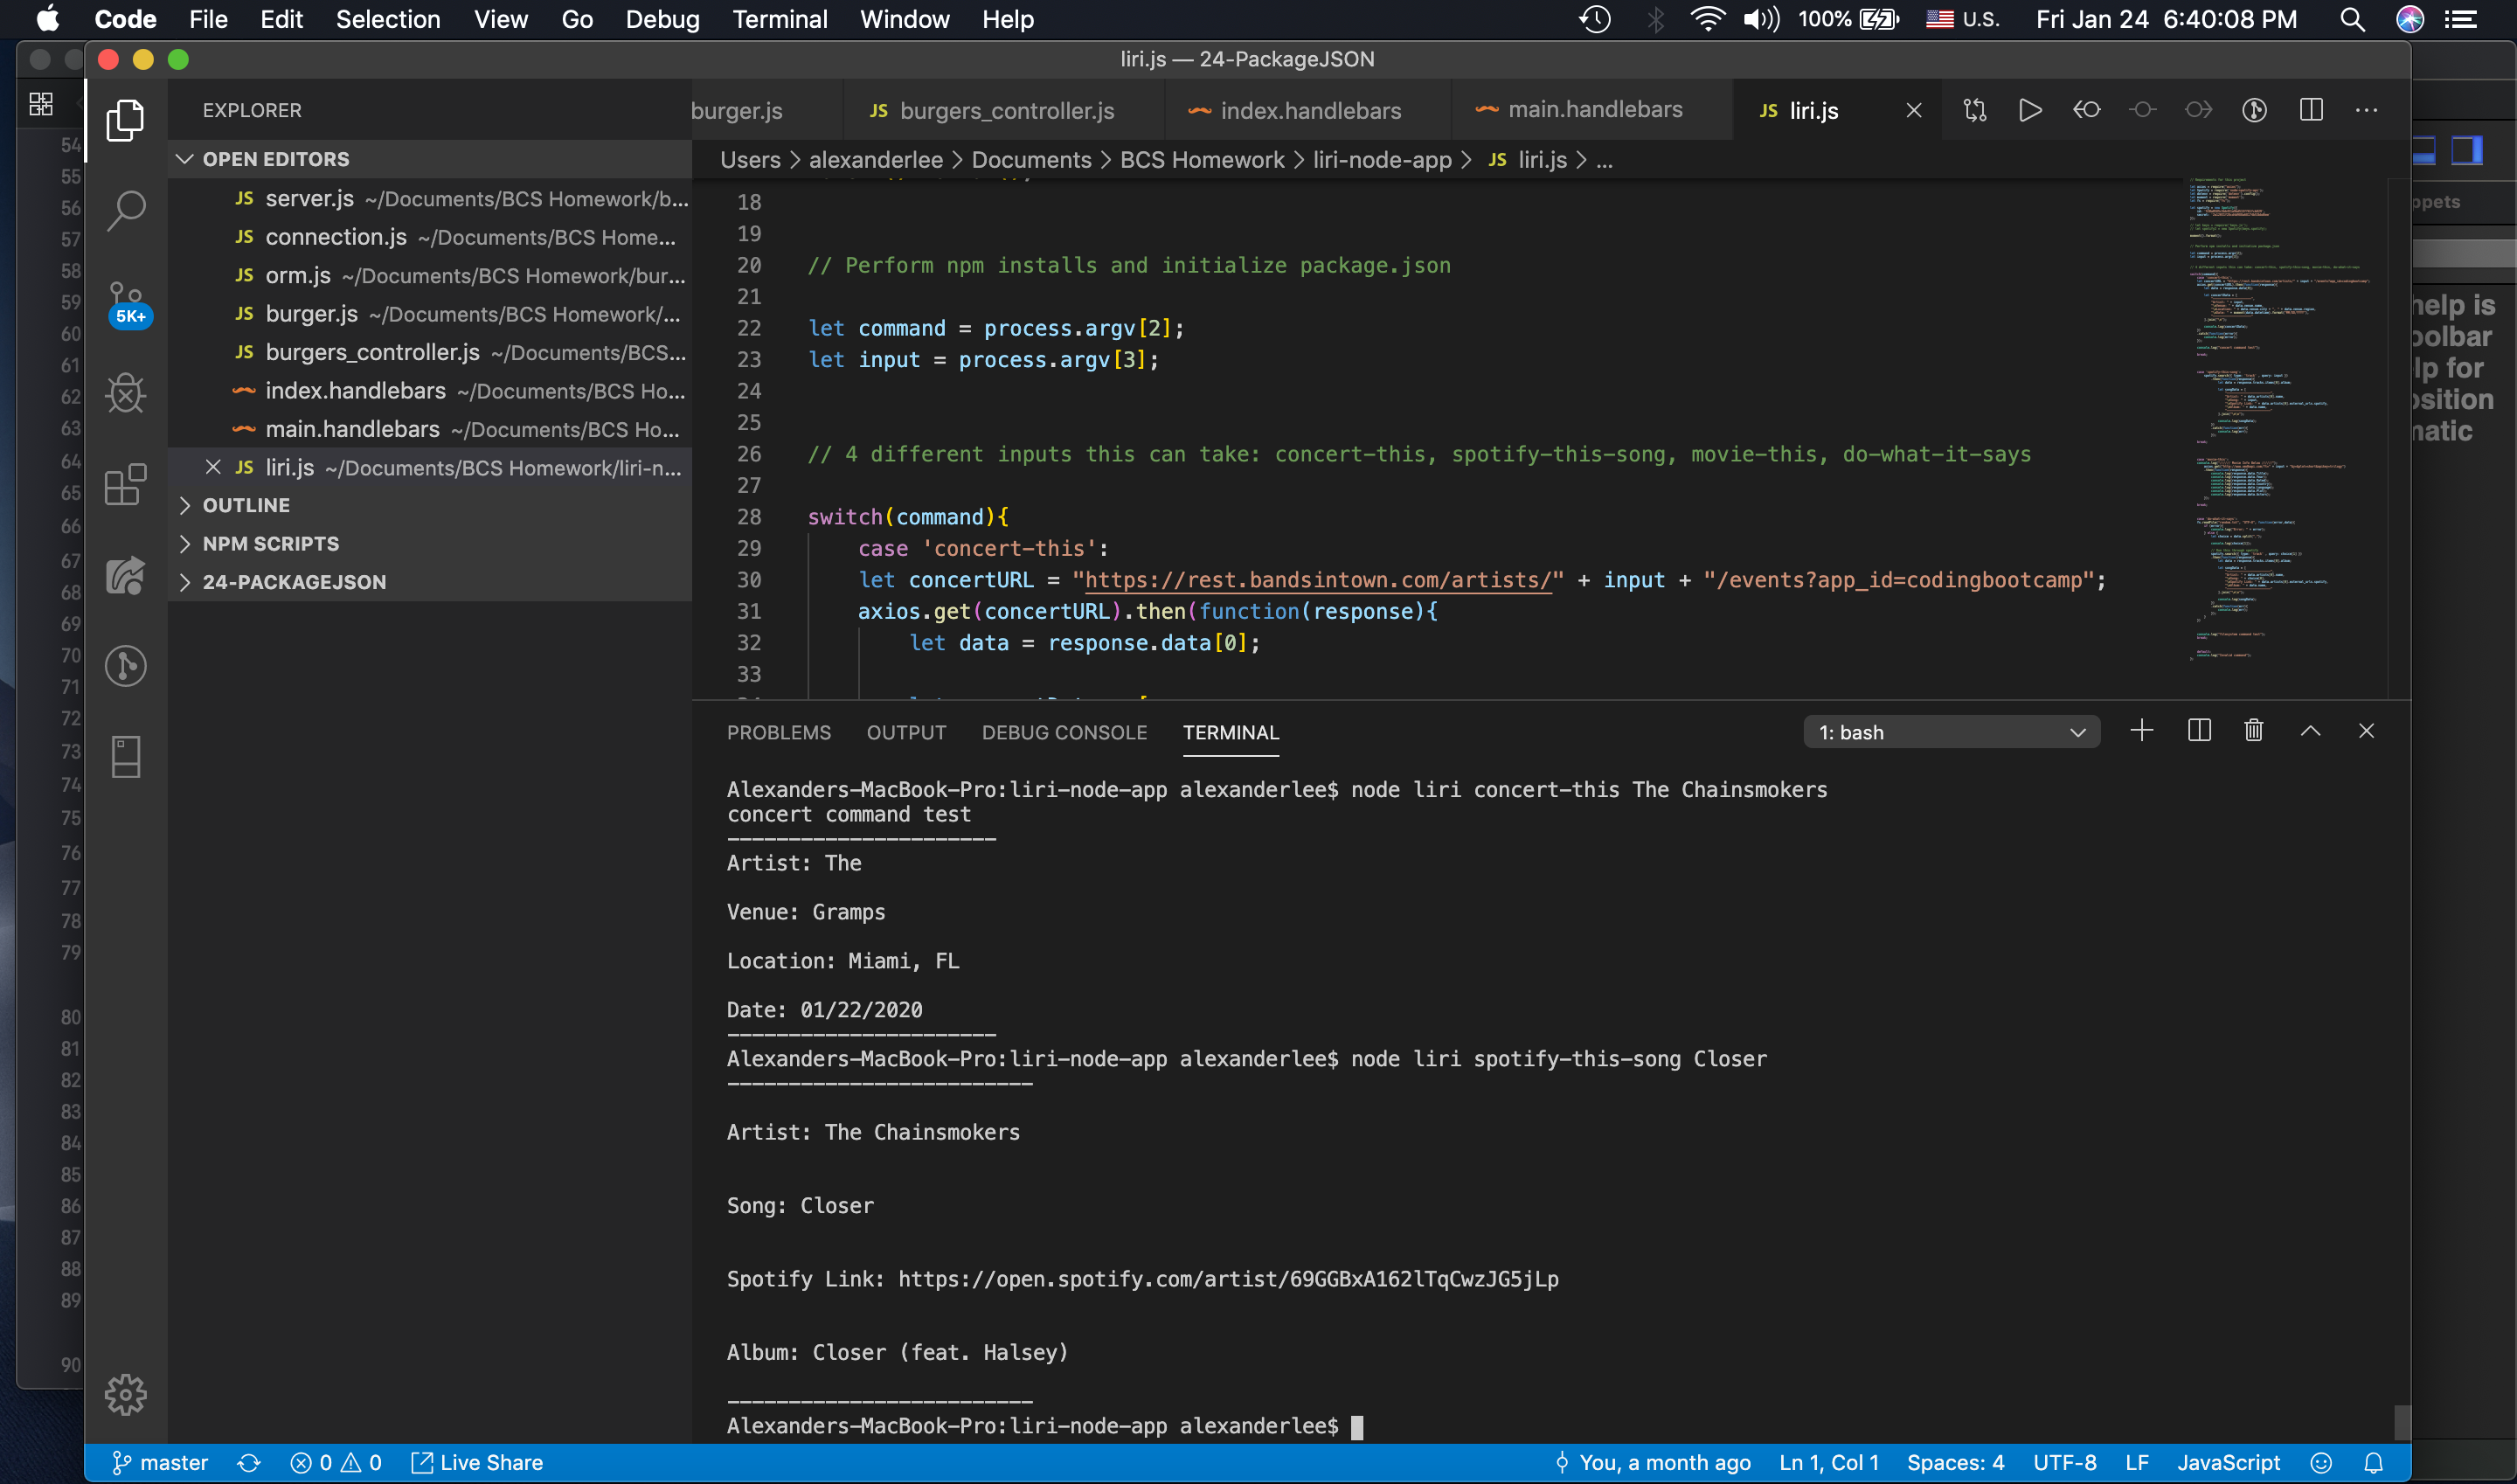 Code File Edit Selection View Go Debug Terminal Window Help 100% U.S. Fri Jan 24 6:40:08 PM
liri.js — 24-PackageJSON
EXPLORER
burger.js JS burgers_controller.js index.handlebars main.handlebars JS liri.js
OPEN EDITORS
JS server.js ~/Documents/BCS Homework/b...
JS connection.js ~/Documents/BCS Home...
JS orm.js ~/Documents/BCS Homework/bur...
JS burger.js ~/Documents/BCS Homework/...
JS burgers_controller.js ~/Documents/BCS...
index.handlebars ~/Documents/BCS Ho...
main.handlebars ~/Documents/BCS Ho...
JS liri.js ~/Documents/BCS Homework/liri-n...
OUTLINE
NPM SCRIPTS
24-PACKAGEJSON
5K+
Users > alexanderlee > Documents > BCS Homework > liri-node-app > JS liri.js > ...
18
19
20 // Perform npm installs and initialize package.json
21
22 let command = process.argv[2];
23 let input = process.argv[3];
24
25
26 // 4 different inputs this can take: concert-this, spotify-this-song, movie-this, do-what-it-says
27
28 switch(command){
29 case 'concert-this':
30 let concertURL = "https://rest.bandsintown.com/artists/" + input + "/events?app_id=codingbootcamp";
31 axios.get(concertURL).then(function(response){
32 let data = response.data[0];
33
PROBLEMS OUTPUT DEBUG CONSOLE TERMINAL 1: bash
Alexanders-MacBook-Pro:liri-node-app alexanderlee$ node liri concert-this The Chainsmokers
concert command test
----------------------
Artist: The
Venue: Gramps
Location: Miami, FL
Date: 01/22/2020
----------------------
Alexanders-MacBook-Pro:liri-node-app alexanderlee$ node liri spotify-this-song Closer
-------------------------
Artist: The Chainsmokers
Song: Closer
Spotify Link: https://open.spotify.com/artist/69GGBxA162lTqCwzJG5jLp
Album: Closer (feat. Halsey)
-------------------------
Alexanders-MacBook-Pro:liri-node-app alexanderlee$
master 0 0 Live Share You, a month ago Ln 1, Col 1 Spaces: 4 UTF-8 LF JavaScript
54
55
56
57
58
59
60
61
62
63
64
65
66
67
68
69
70
71
72
73
74
75
76
77
78
79
80
81
82
83
84
85
86
87
88
89
90
ppets
help is
oolbar
lp for
osition
matic